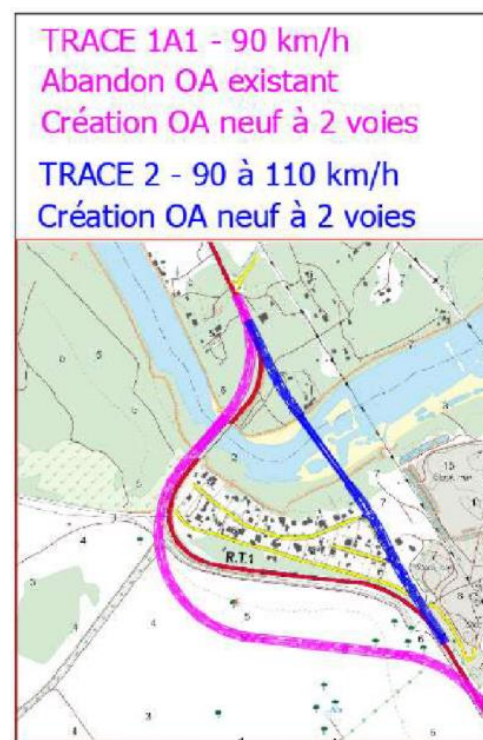 TRACE 1A1 - 90 km/h
Abandon OA existant
Création OA neuf à 2 voies
TRACE 2 - 90 à 110 km/h
Création OA neuf à 2 voies
R.T.1